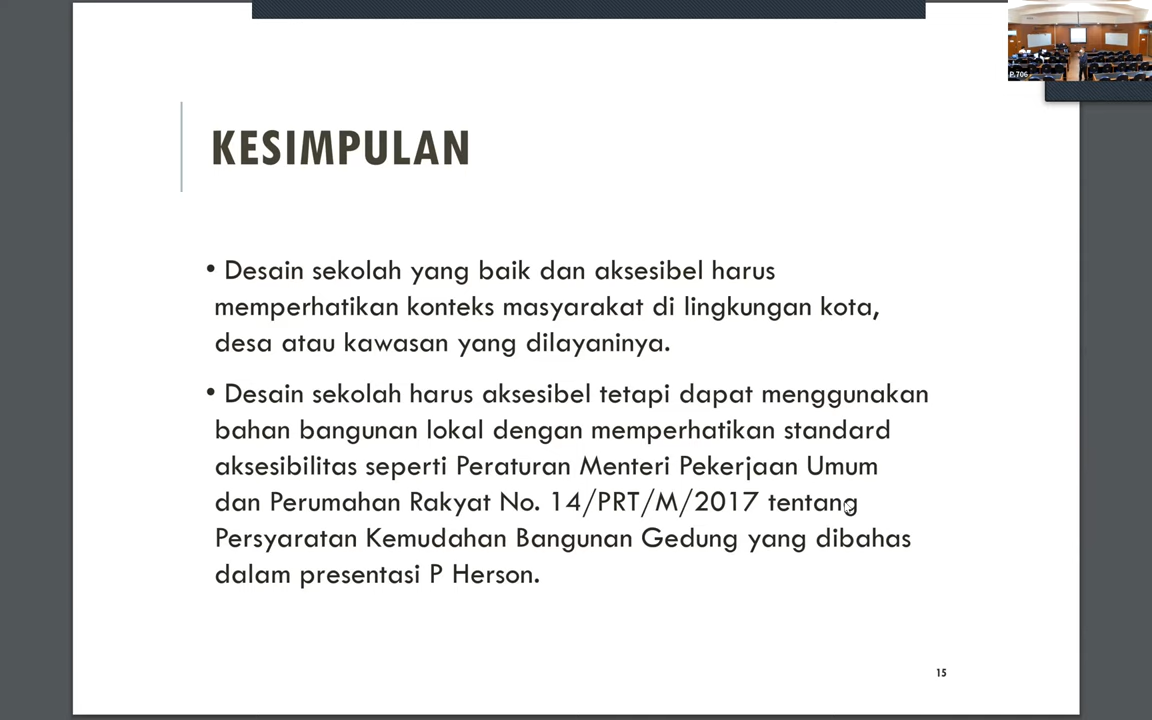 P.706
KESIMPULAN
• Desain sekolah yang baik dan aksesibel harus
memperhatikan konteks masyarakat di lingkungan kota,
desa atau kawasan yang dilayaninya.
• Desain sekolah harus aksesibel tetapi dapat menggunakan
bahan bangunan lokal dengan memperhatikan standard
aksesibilitas seperti Peraturan Menteri Pekerjaan Umum
dan Perumahan Rakyat No. 14/PRT/M/2017 tentang
Persyaratan Kemudahan Bangunan Gedung yang dibahas
dalam presentasi P Herson.
15